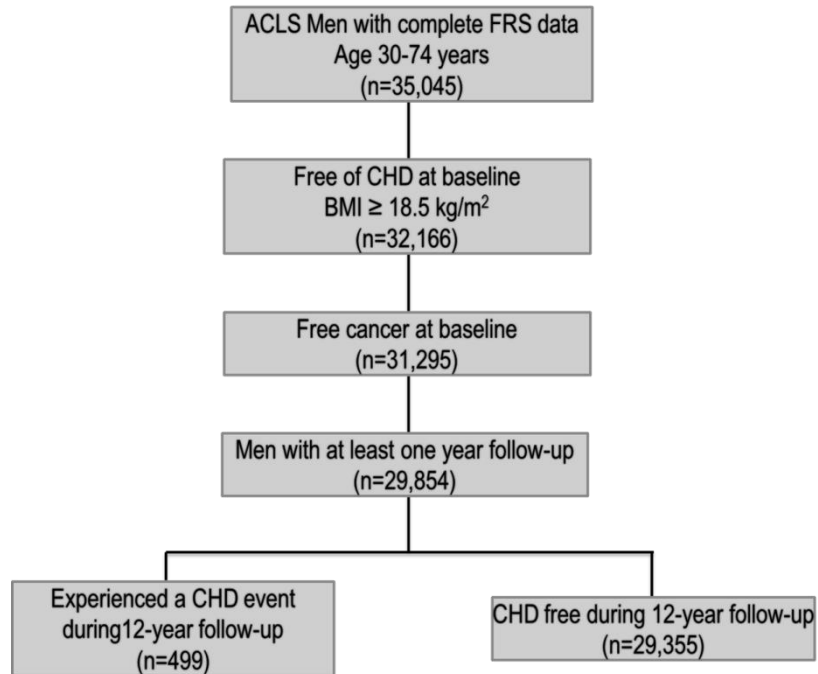 ACLS Men with complete FRS data
Age 30-74 years
(n=35,045)
Free of CHD at baseline
BMI ≥ 18.5 kg/m²
(n=32,166)
Free cancer at baseline
(n=31,295)
Men with at least one year follow-up
(n=29,854)
Experienced a CHD event
during12-year follow-up
(n=499)
CHD free during 12-year follow-up
(n=29,355)